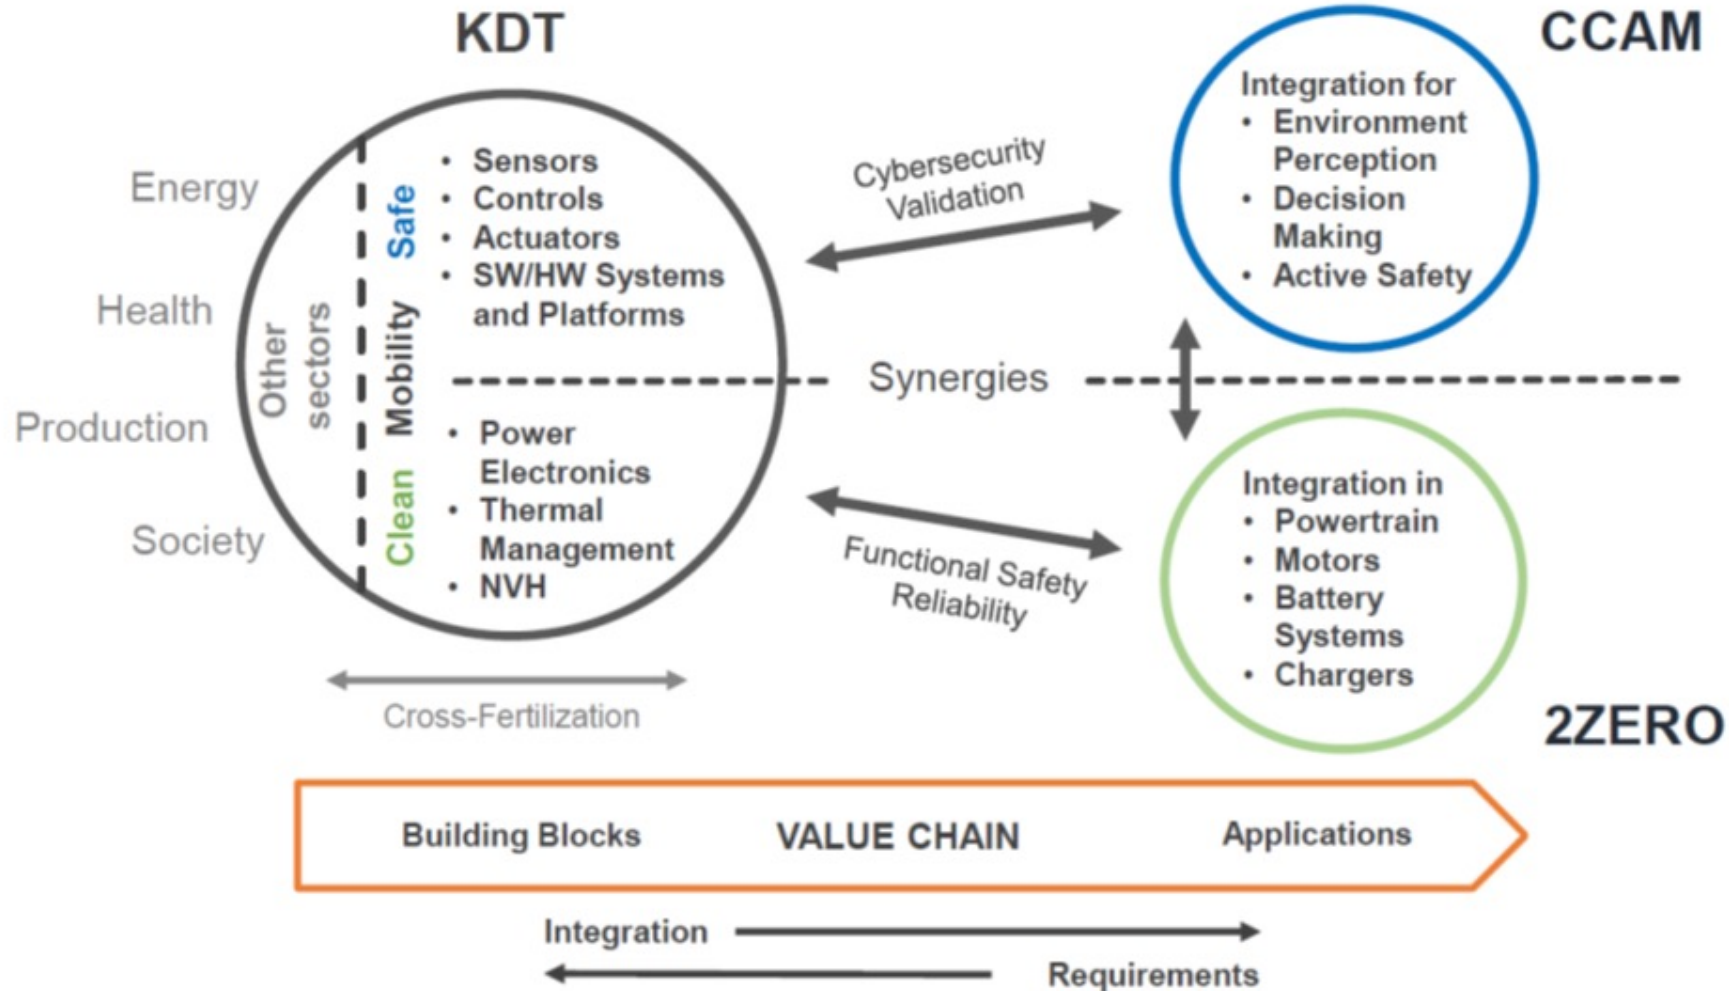 KDT
CCAM
Energy
Health
Production
Society
Other
sectors
Safe
Mobility
Clean
• Sensors
• Controls
• Actuators
• SW/HW Systems
and Platforms
• Power
Electronics
• Thermal
Management
• NVH
Cross-Fertilization
Cybersecurity
Validation
Synergies
Functional Safety
Reliability
Integration for
• Environment
Perception
• Decision
Making
• Active Safety
Integration in
• Powertrain
• Motors
• Battery
Systems
• Chargers
2ZERO
Building Blocks
VALUE CHAIN
Applications
Integration
Requirements